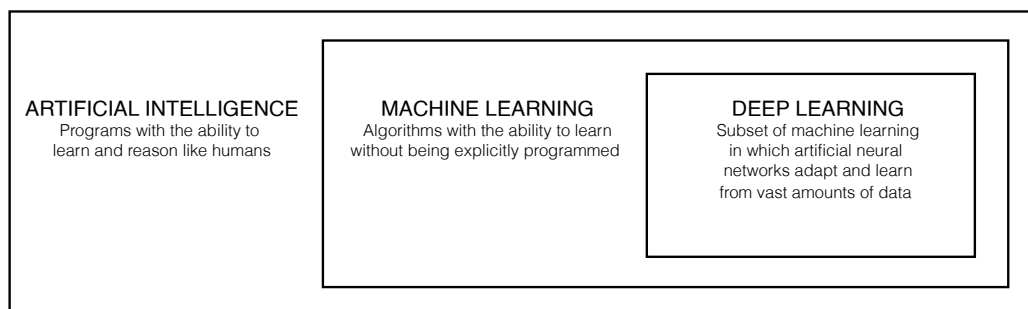 ARTIFICIAL INTELLIGENCE
Programs with the ability to
learn and reason like humans
MACHINE LEARNING
Algorithms with the ability to learn
without being explicitly programmed
DEEP LEARNING
Subset of machine learning
in which artificial neural
networks adapt and learn
from vast amounts of data